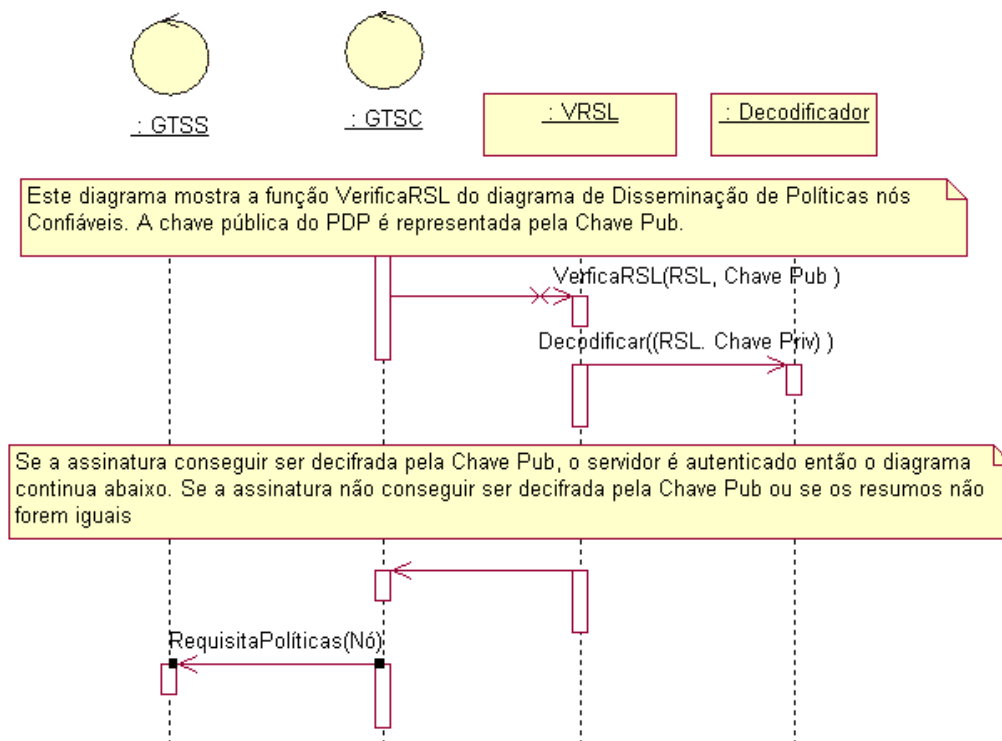 : GTSS
: GTSC
: VRSL
: Decodificador
Este diagrama mostra a função VerificaRSL do diagrama de Disseminação de Políticas nós
Confiáveis. A chave pública do PDP é representada pela Chave Pub.
VerficaRSL(RSL, Chave Pub )
Decodificar((RSL. Chave Priv) )
Se a assinatura conseguir ser decifrada pela Chave Pub, o servidor é autenticado então o diagrama
continua abaixo. Se a assinatura não conseguir ser decifrada pela Chave Pub ou se os resumos não
forem iguais
RequisitaPolíticas(Nó)